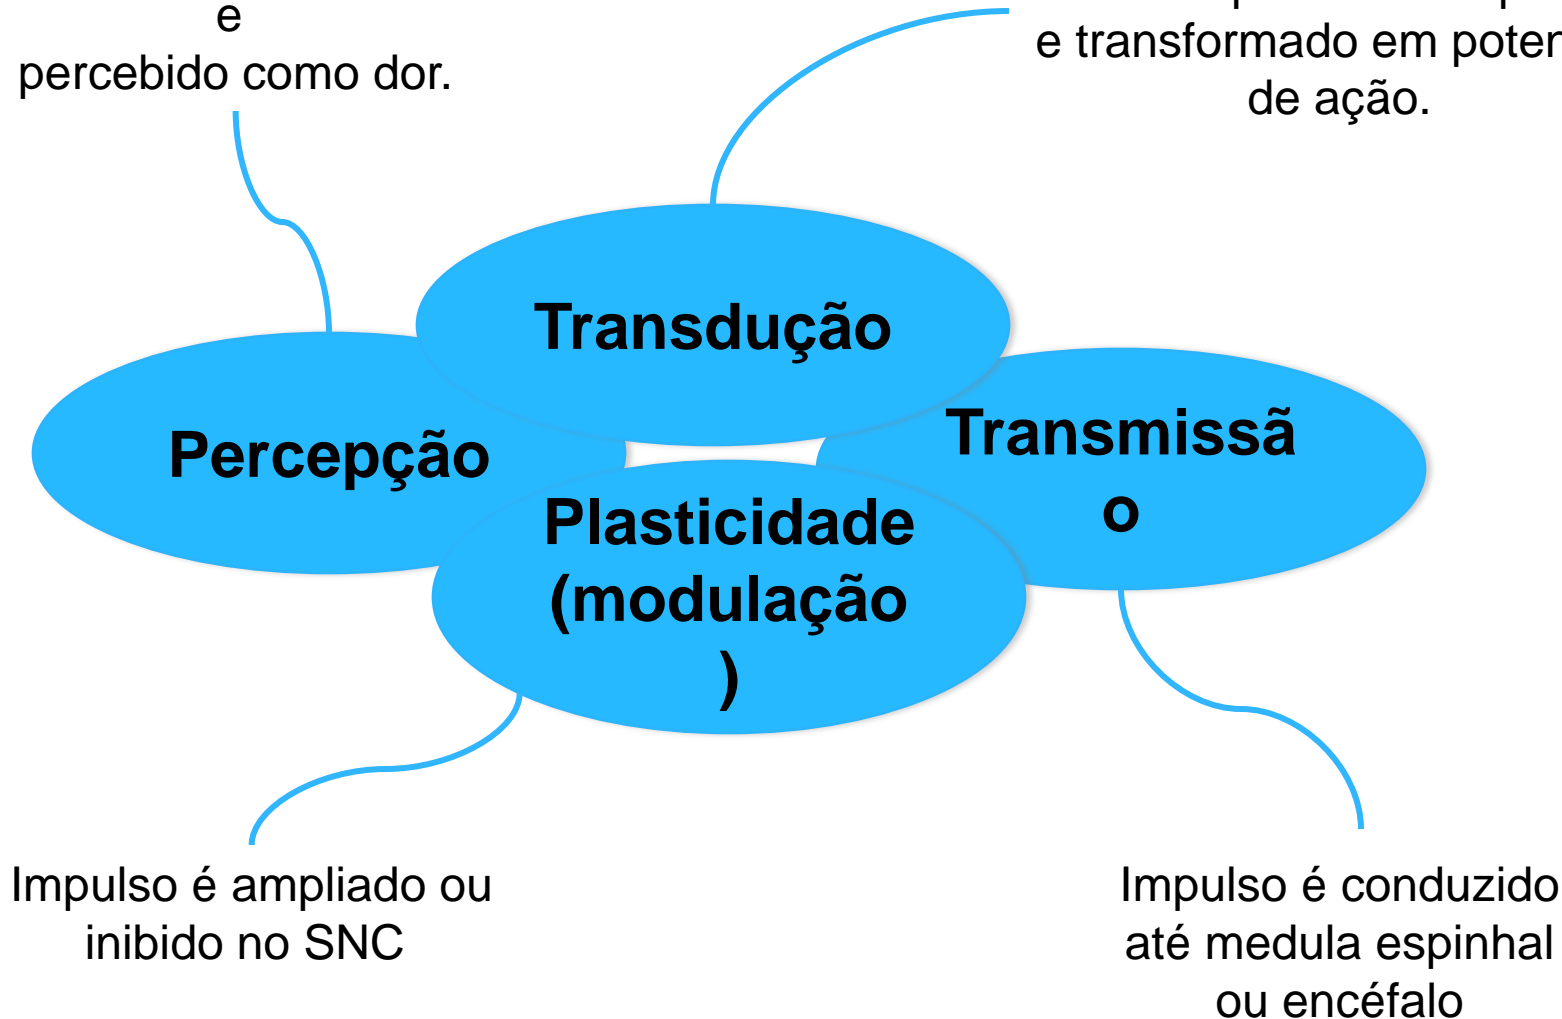 e
percebido como dor.
e transformado em
de ação.
Transdução
Percepção
Transmissã
o
Plasticidade
(modulação
)
Impulso é ampliado ou
inibido no SNC
Impulso é conduzido
até medula espinhal
ou encéfalo